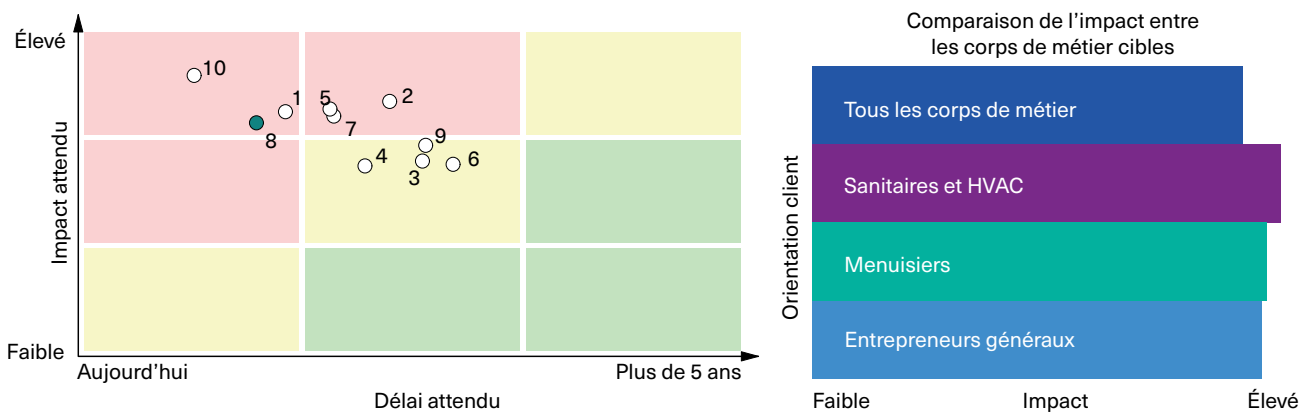 Élevé
10
1
5
2
8
7
9
4
3
6
Impact attendu
Faible
Aujourd’hui
Plus de 5 ans
Délai attendu
Comparaison de l’impact entre
les corps de métier cibles
Tous les corps de métier
Sanitaires et HVAC
Menuisiers
Entrepreneurs généraux
Orientation client
Faible
Impact
Élevé